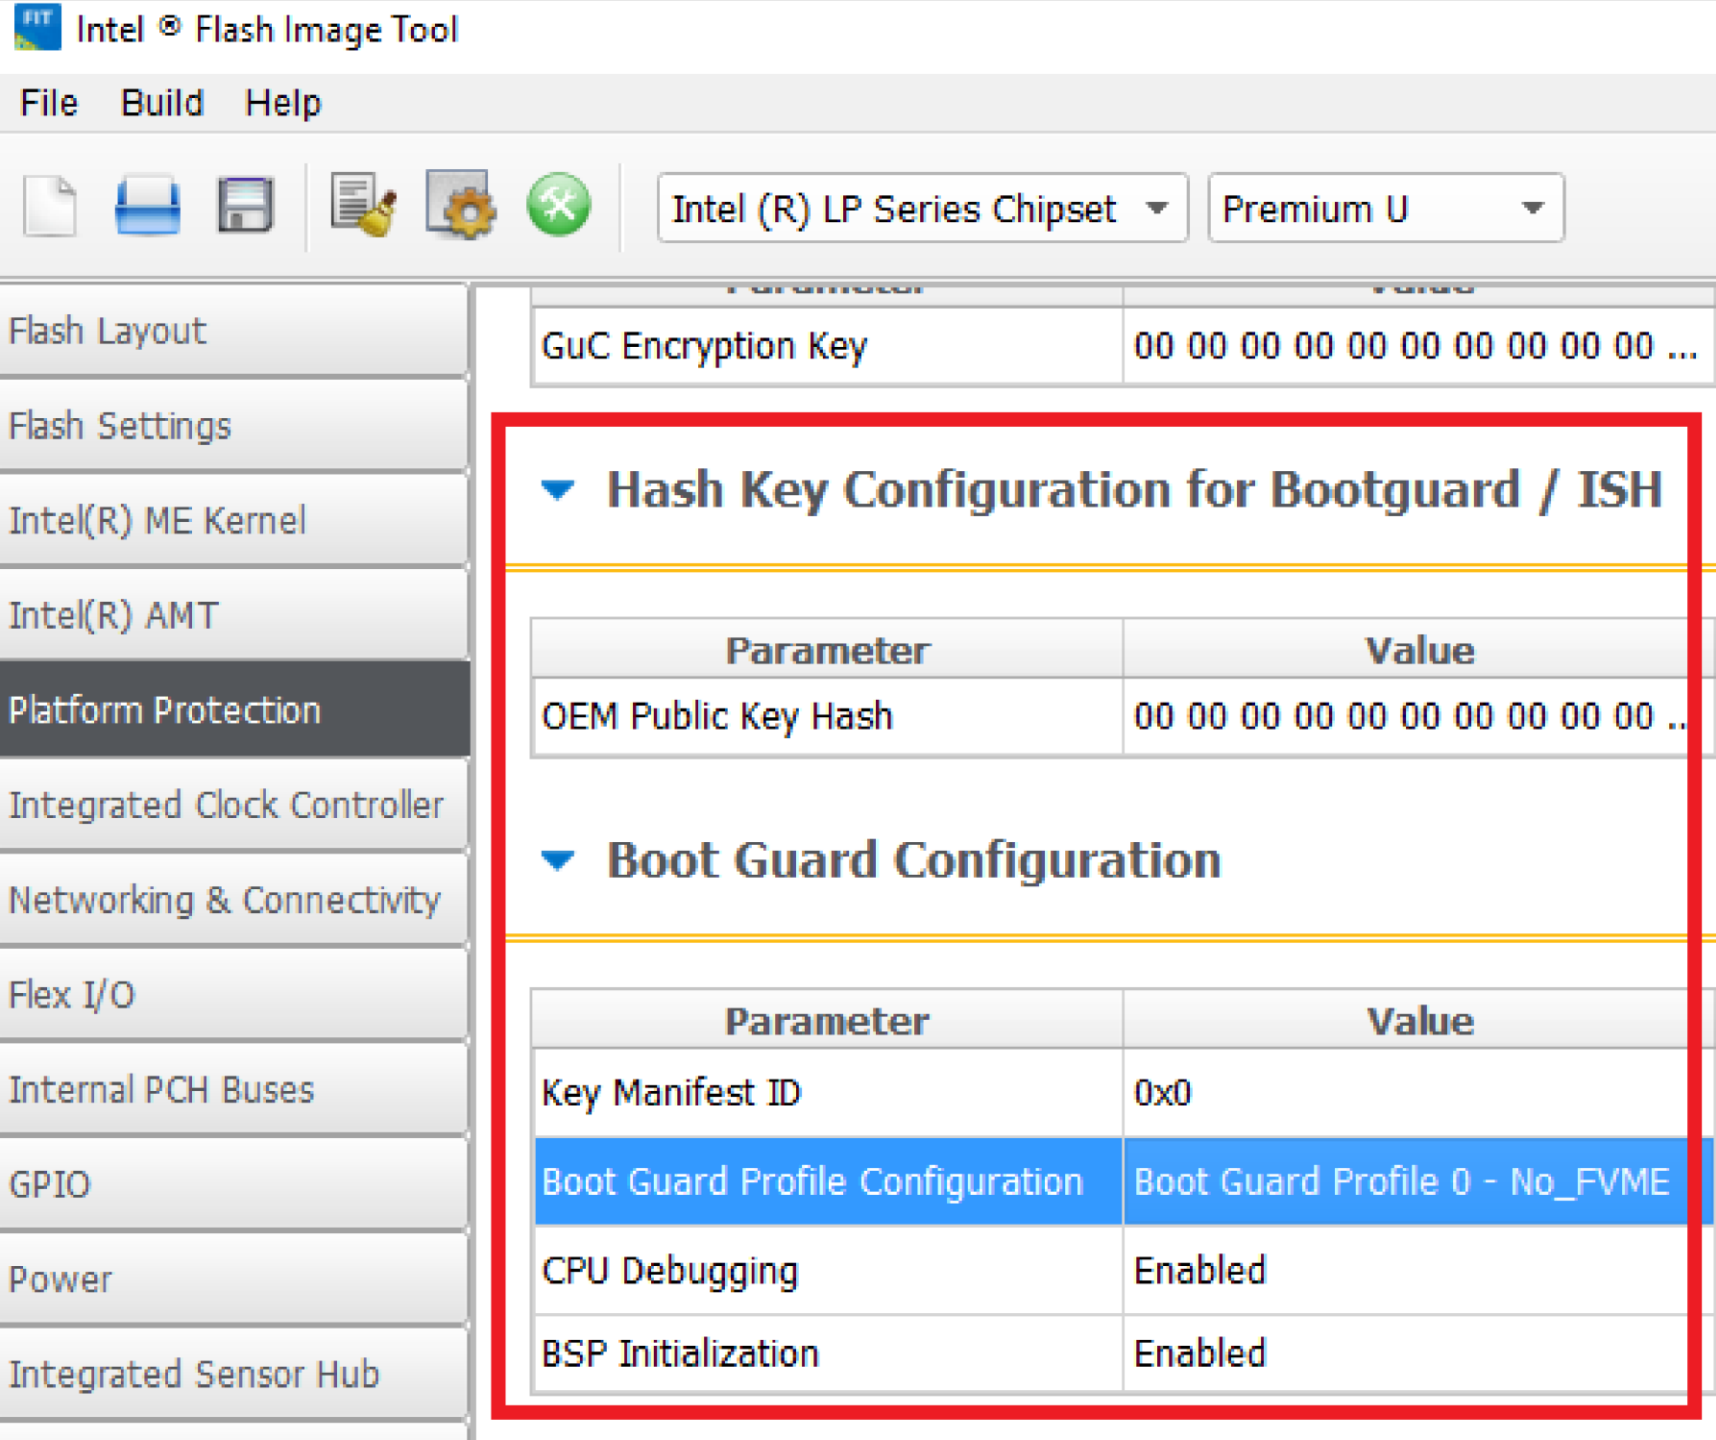 FIT Intel ® Flash Image Tool
File Build Help
Intel (R) LP Series Chipset Premium U
Flash Layout
Flash Settings
Intel(R) ME Kernel
Intel(R) AMT
Platform Protection
Integrated Clock Controller
Networking & Connectivity
Flex I/O
Internal PCH Buses
GPIO
Power
Integrated Sensor Hub
Parameter Value
GuC Encryption Key 00 00 00 00 00 00 00 00 00 00 ...
Hash Key Configuration for Bootguard / ISH
Parameter Value
OEM Public Key Hash 00 00 00 00 00 00 00 00 00 00 ..
Boot Guard Configuration
Parameter Value
Key Manifest ID 0x0
Boot Guard Profile Configuration Boot Guard Profile 0 - No_FVME
CPU Debugging Enabled
BSP Initialization Enabled